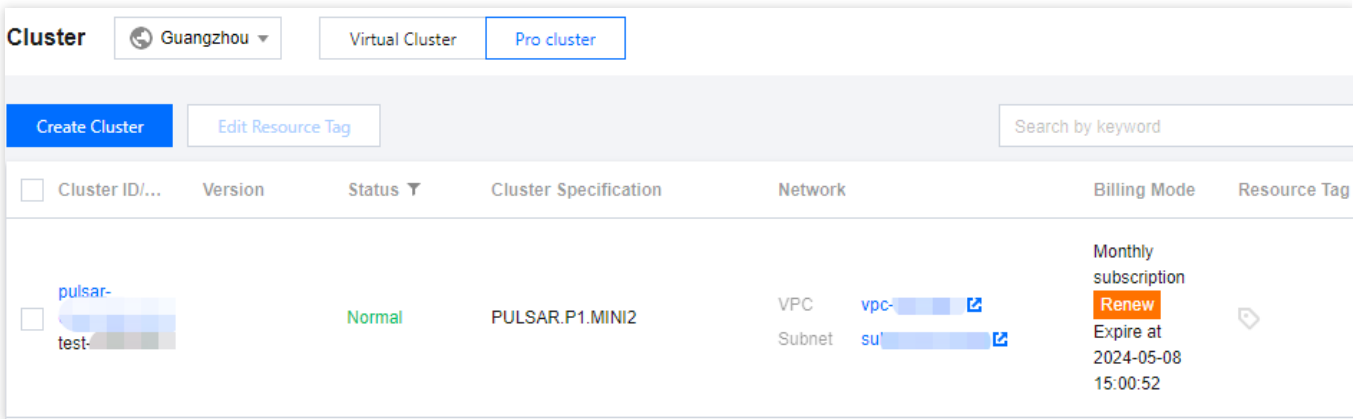 Cluster Guangzhou Virtual Cluster Pro cluster
Create Cluster Edit Resource Tag Search by keyword
Cluster ID/... Version Status Cluster Specification Network Billing Mode Resource Tag
Monthly
subscription
pulsar- Renew
VPC vpc-
Normal PULSAR.P1.MINI2
Expire at
test- Subnet
2024-05-08
15:00:52